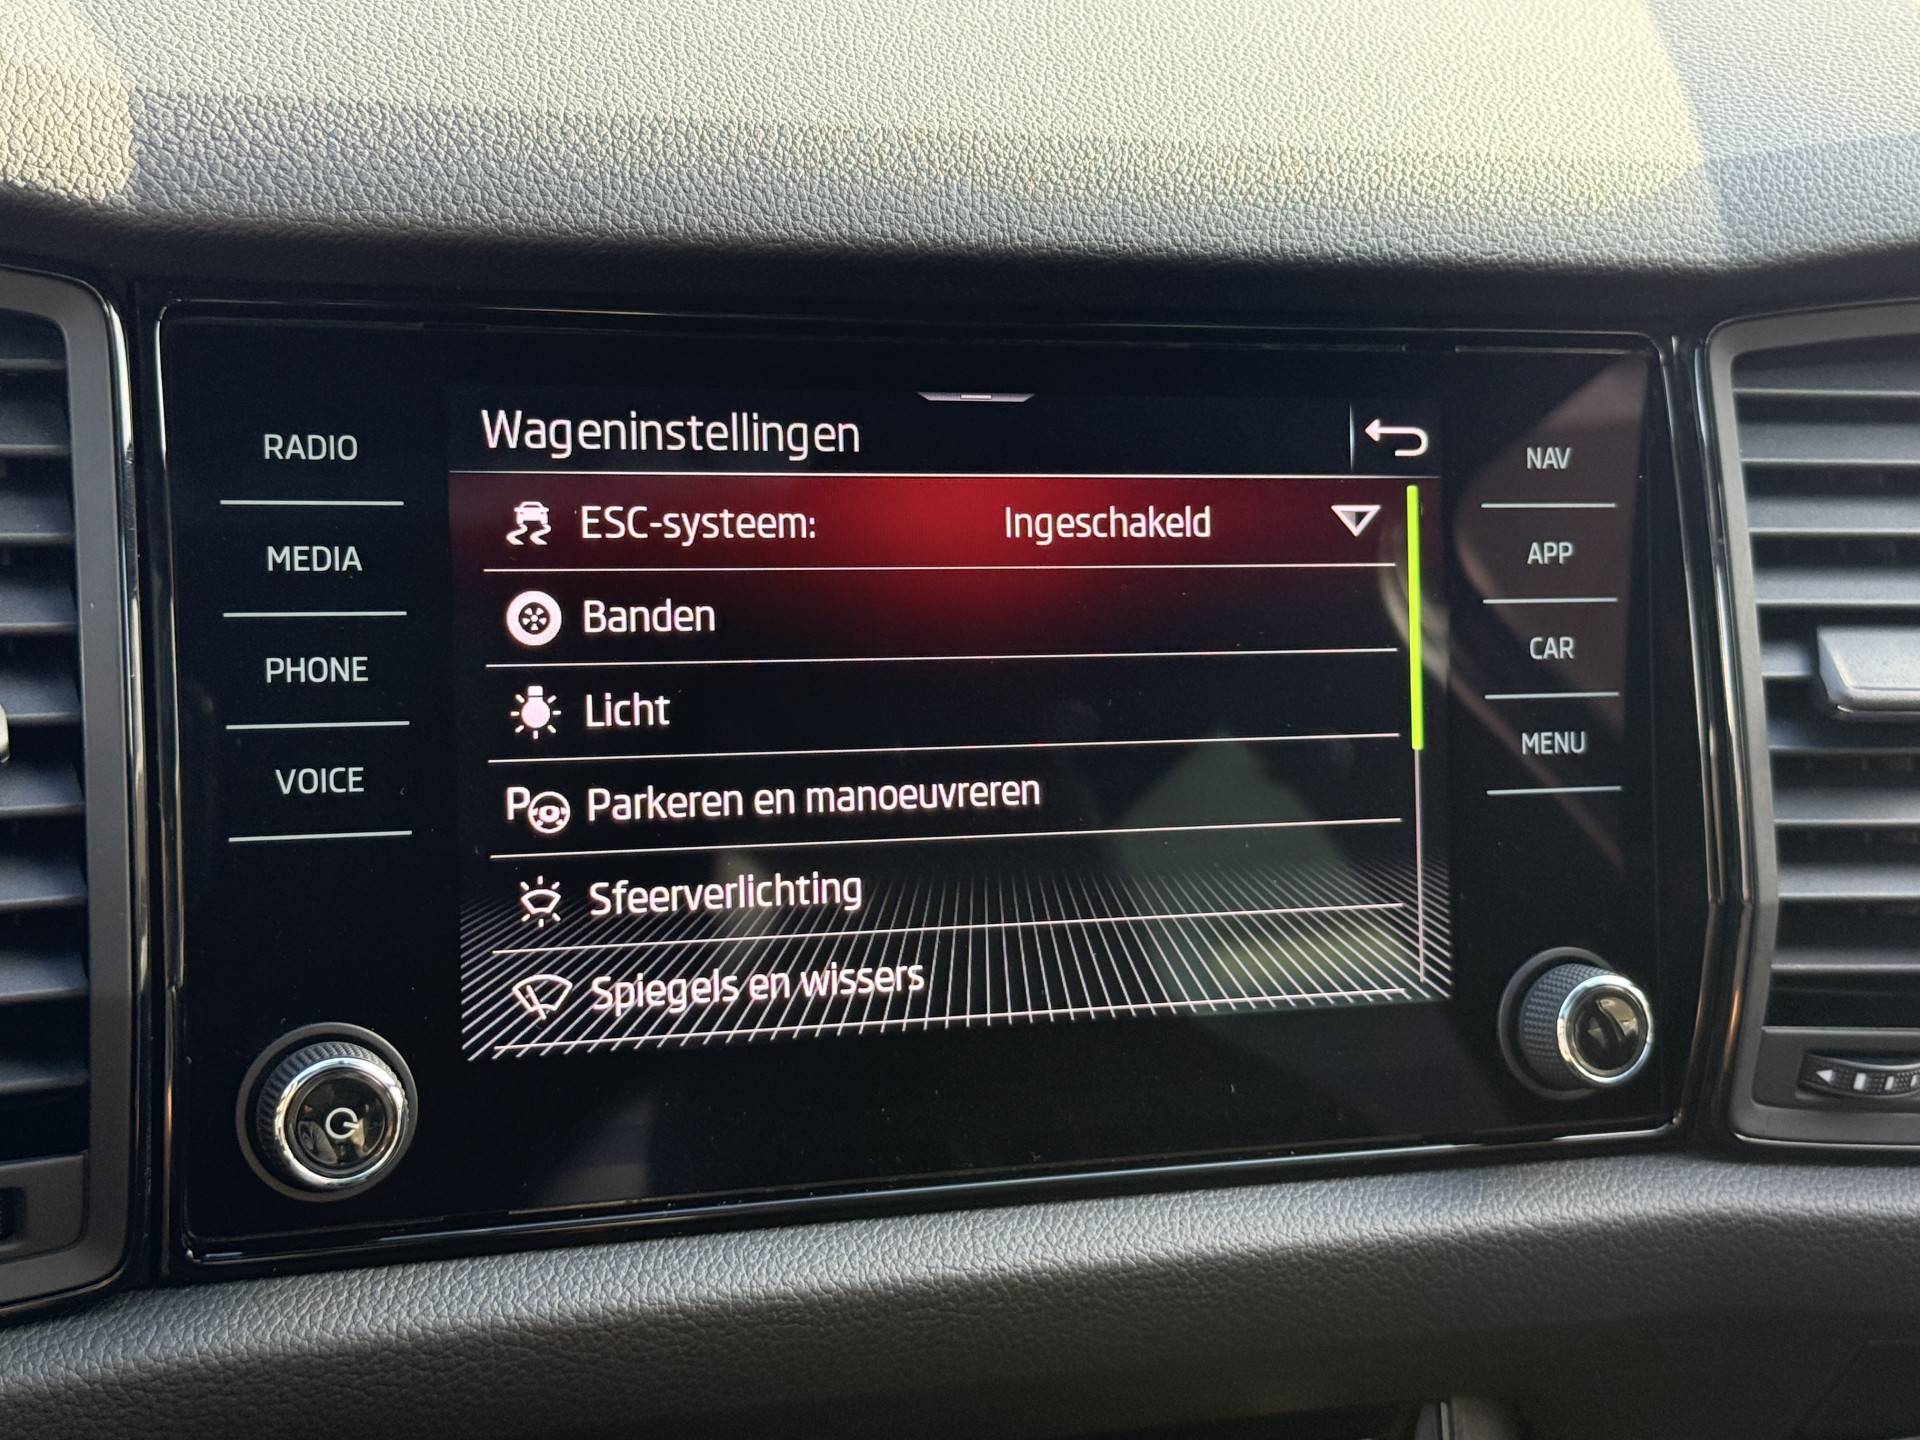 Wageninstellingen
ESC-systeem: Ingeschakeld
Banden
Licht
Parkeren en manoeuvreren
Sfeerverlichting
Spiegels en wissers
RADIO
MEDIA
PHONE
VOICE
NAV
APP
CAR
MENU